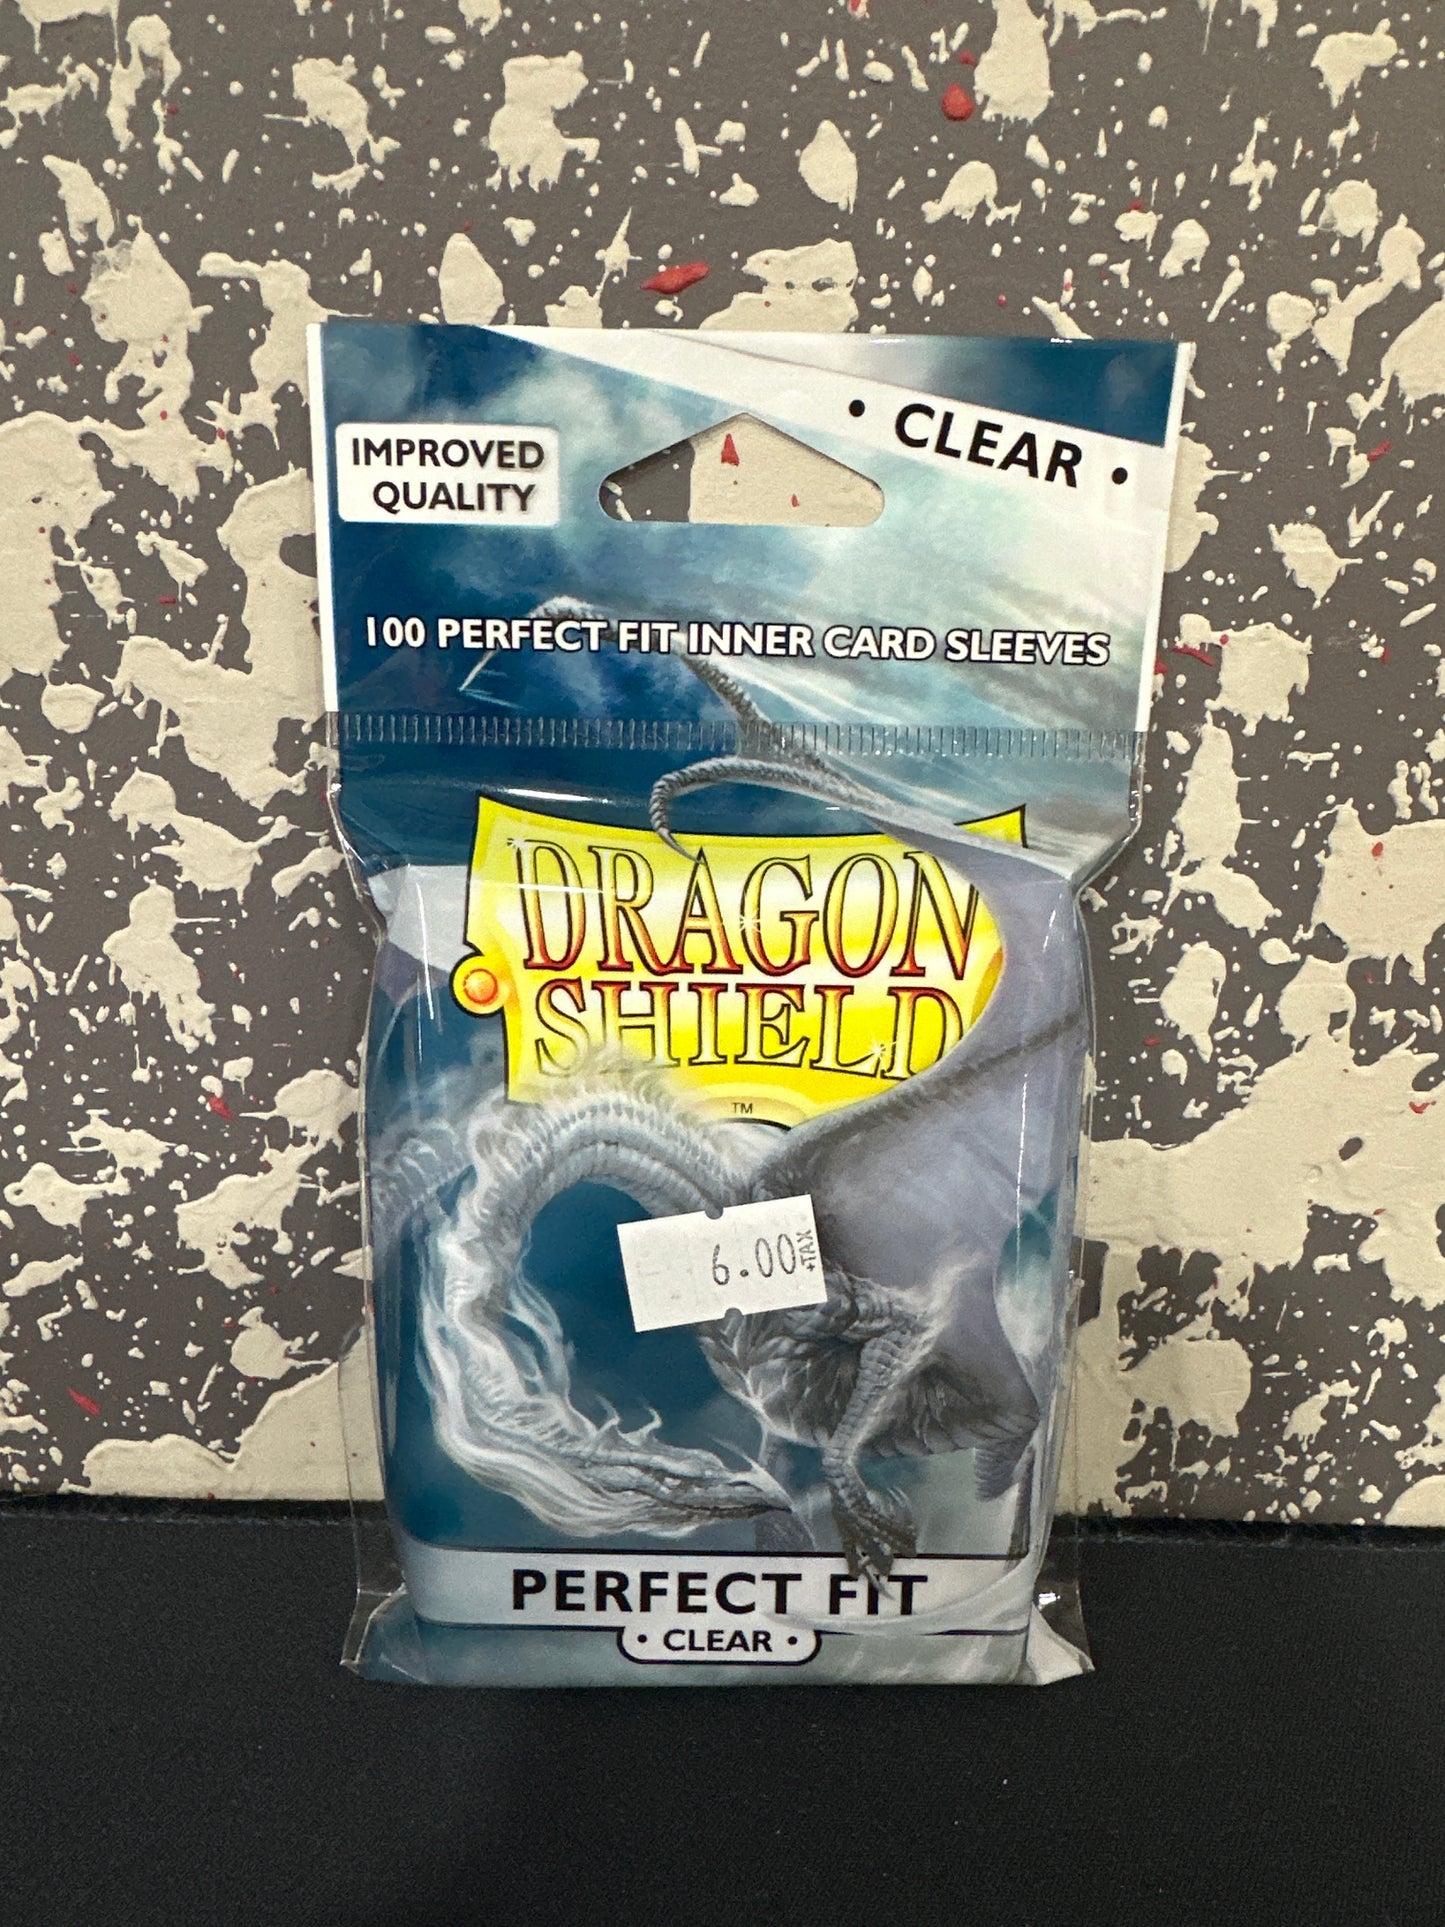 • CLEAR •
IMPROVED
QUALITY
100 PERFECT FIT INNER CARD SLEEVES
DRAGON
SHIELD
™
6.00 +TAX
PERFECT FIT
• CLEAR •